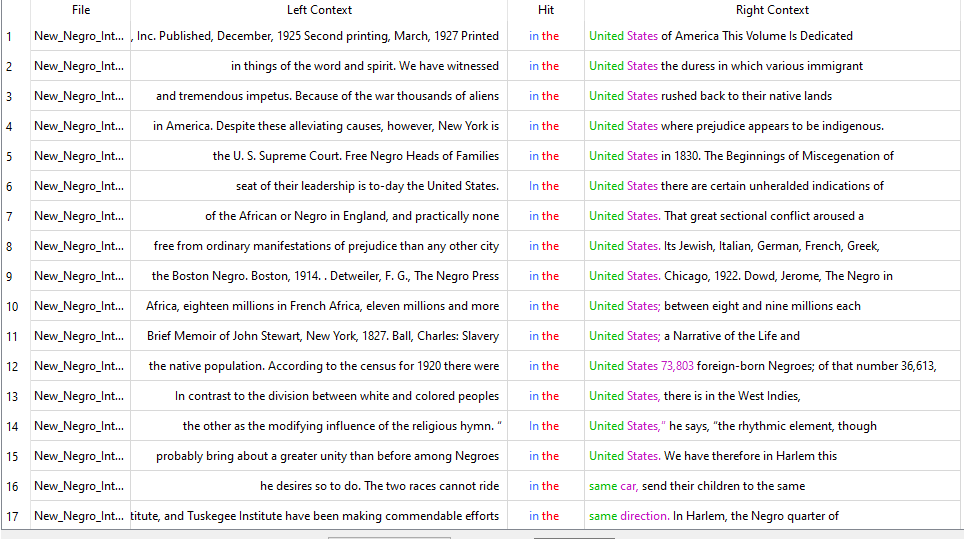 File Left Context Hit Right Context
1 New_Negro_Int... , Inc. Published, December, 1925 Second printing, March, 1927 Printed in the United States of America This Volume Is Dedicated
2 New_Negro_Int... in things of the word and spirit. We have witnessed in the United States the duress in which various immigrant
3 New_Negro_Int... and tremendous impetus. Because of the war thousands of aliens in the United States rushed back to their native lands
4 New_Negro_Int... in America. Despite these alleviating causes, however, New York is in the United States where prejudice appears to be indigenous.
5 New_Negro_Int... the U. S. Supreme Court. Free Negro Heads of Families in the United States in 1830. The Beginnings of Miscegenation of
6 New_Negro_Int... seat of their leadership is to-day the United States. In the United States there are certain unheralded indications of
7 New_Negro_Int... of the African or Negro in England, and practically none in the United States. That great sectional conflict aroused a
8 New_Negro_Int... free from ordinary manifestations of prejudice than any other city in the United States. Its Jewish, Italian, German, French, Greek,
9 New_Negro_Int... the Boston Negro. Boston, 1914. . Detweiler, F. G., The Negro Press in the United States. Chicago, 1922. Dowd, Jerome, The Negro in
10 New_Negro_Int... Africa, eighteen millions in French Africa, eleven millions and more in the United States; between eight and nine millions each
11 New_Negro_Int... Brief Memoir of John Stewart, New York, 1827. Ball, Charles: Slavery in the United States; a Narrative of the Life and
12 New_Negro_Int... the native population. According to the census for 1920 there were in the United States 73,803 foreign-born Negroes; of that number 36,613,
13 New_Negro_Int... In contrast to the division between white and colored peoples in the United States, there is in the West Indies,
14 New_Negro_Int... the other as the modifying influence of the religious hymn. “ In the United States,” he says, “the rhythmic element, though
15 New_Negro_Int... probably bring about a greater unity than before among Negroes in the United States. We have therefore in Harlem this
16 New_Negro_Int... he desires so to do. The two races cannot ride in the same car, send their children to the same
17 New_Negro_Int... titute, and Tuskegee Institute have been making commendable efforts in the same direction. In Harlem, the Negro quarter of